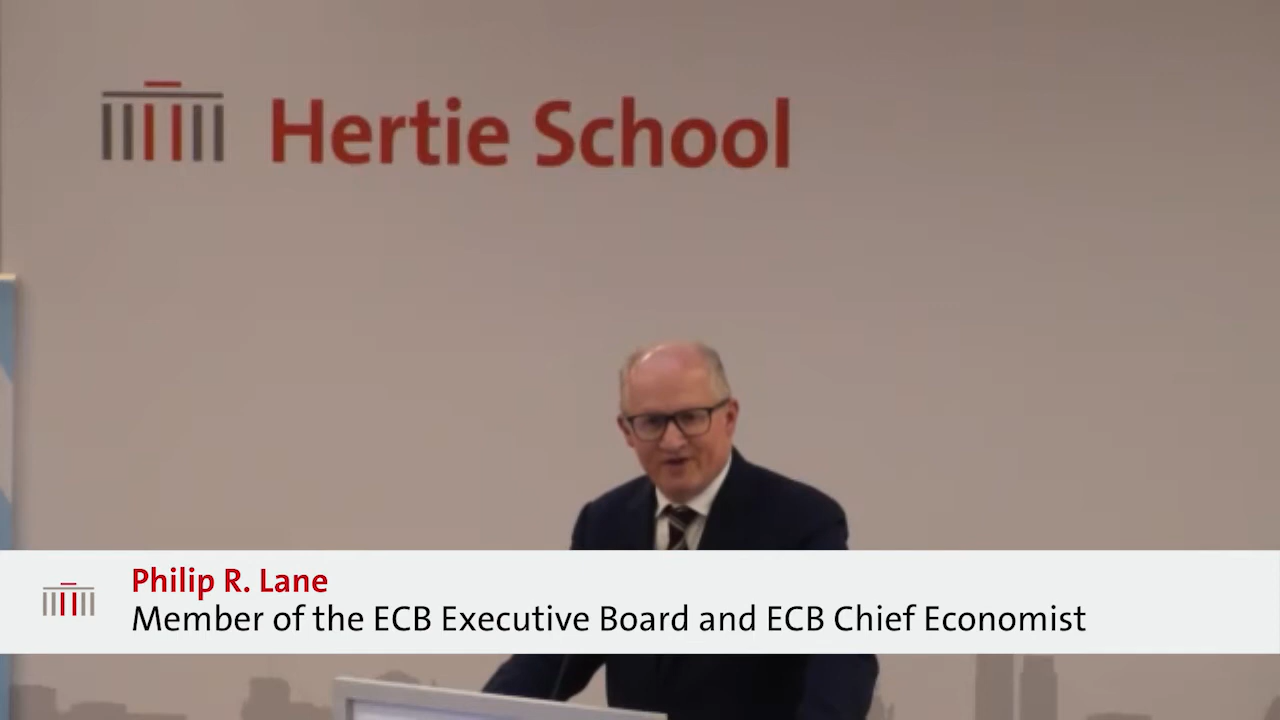 Hertie School
Philip R. Lane
Member of the ECB Executive Board and ECB Chief Economist